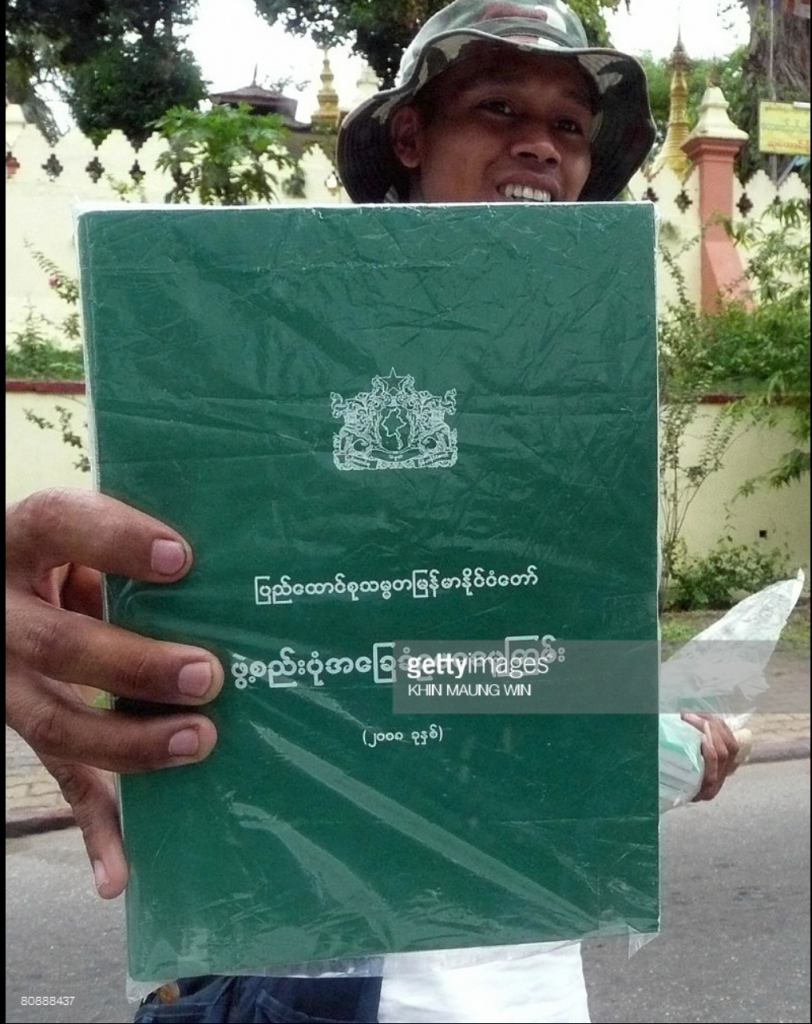 ပြည်ထောင်စုသမ္မတမြန်မာနိုင်ငံတော်
ဖွဲ့စည်းပုံအခြေခံ
gettyimages
KHIN MAUNG WIN
(၂၀၀၈ ခုနှစ်)
80888437